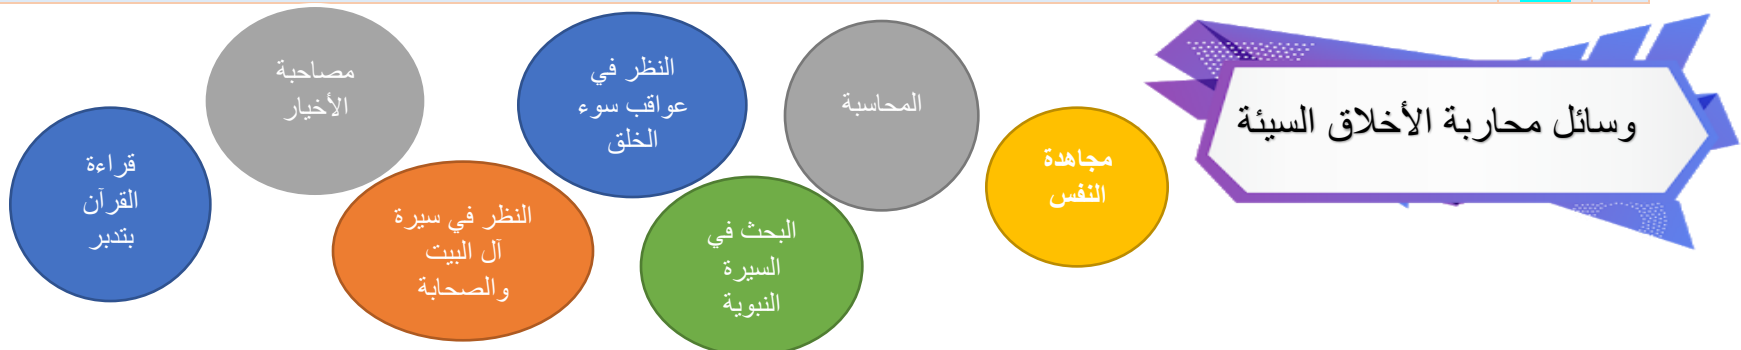 وسائل محاربة الأخلاق السيئة
مجاهدة
النفس
المحاسبة
البحث في
السيرة
النبوية
النظر في
عواقب سوء
الخلق
النظر في سيرة
آل البيت
والصحابة
مصاحبة
الأخيار
قراءة
القرآن
بتدبر